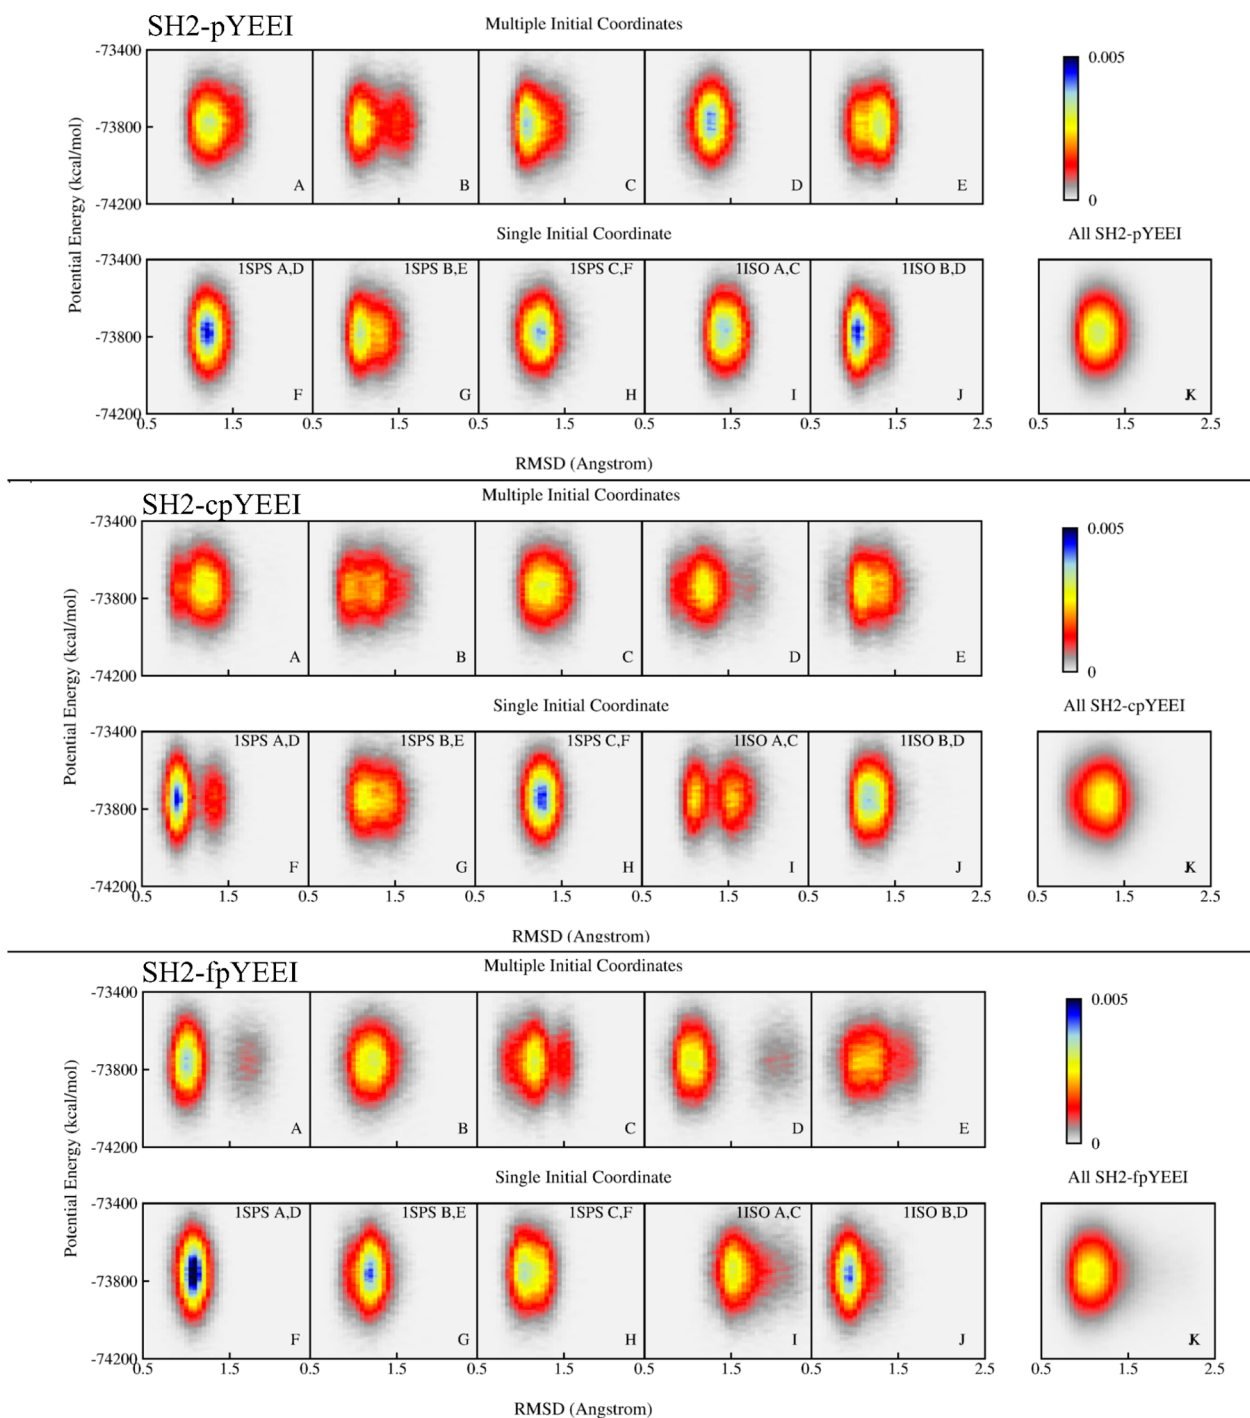 SH2-pYEEI
Multiple Initial Coordinates
-73400
-73800
-74200
A
B
C
D
E
0.005
0
Potential Energy (kcal/mol)
Single Initial Coordinate
All SH2-pYEEI
-73400
-73800
-74200
1SPS A,D
1SPS B,E
1SPS C,F
1ISO A,C
1ISO B,D
F
G
H
I
J
JK
0.5
1.5
0.5
1.5
0.5
1.5
0.5
1.5
0.5
1.5
2.5
0.5
1.5
2.5
RMSD (Angstrom)
SH2-cpYEEI
Multiple Initial Coordinates
-73400
-73800
-74200
A
B
C
D
E
0.005
0
Potential Energy (kcal/mol)
Single Initial Coordinate
All SH2-cpYEEI
-73400
-73800
-74200
1SPS A,D
1SPS B,E
1SPS C,F
1ISO A,C
1ISO B,D
F
G
H
I
J
JK
0.5
1.5
0.5
1.5
0.5
1.5
0.5
1.5
0.5
1.5
2.5
0.5
1.5
2.5
RMSD (Angstrom)
SH2-fpYEEI
Multiple Initial Coordinates
-73400
-73800
-74200
A
B
C
D
E
0.005
0
Potential Energy (kcal/mol)
Single Initial Coordinate
All SH2-fpYEEI
-73400
-73800
-74200
1SPS A,D
1SPS B,E
1SPS C,F
1ISO A,C
1ISO B,D
F
G
H
I
J
JK
0.5
1.5
0.5
1.5
0.5
1.5
0.5
1.5
0.5
1.5
2.5
0.5
1.5
2.5
RMSD (Angstrom)